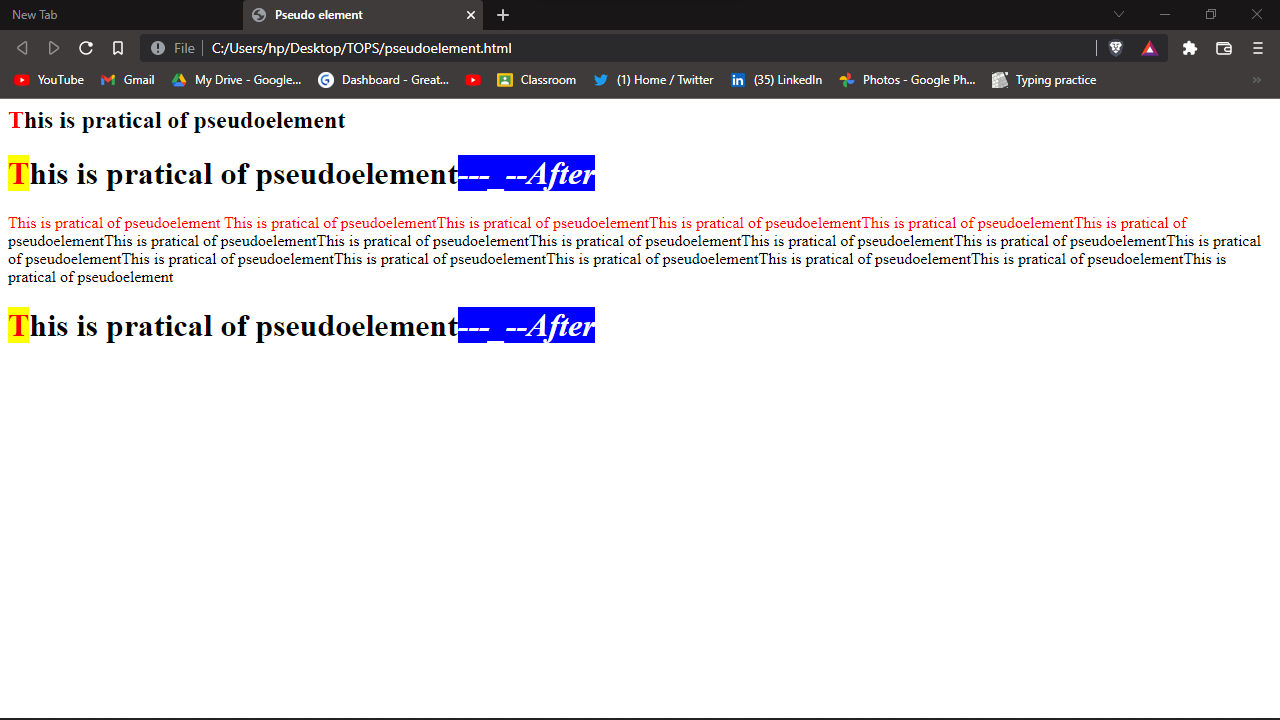 New Tab
Pseudo element
File
C:/Users/hp/Desktop/TOPS/pseudoelement.html
YouTube
Gmail
My Drive - Google...
Dashboard - Great...
Classroom
(1) Home / Twitter
(35) LinkedIn
Photos - Google Ph...
Typing practice
This is pratical of pseudoelement
This is pratical of pseudoelement---_--After
This is pratical of pseudoelement This is pratical of pseudoelementThis is pratical of pseudoelementThis is pratical of pseudoelementThis is pratical of pseudoelementThis is pratical of
pseudoelementThis is pratical of pseudoelementThis is pratical of pseudoelementThis is pratical of pseudoelementThis is pratical of pseudoelementThis is pratical of pseudoelementThis is pratical
of pseudoelementThis is pratical of pseudoelementThis is pratical of pseudoelementThis is pratical of pseudoelementThis is pratical of pseudoelementThis is pratical of pseudoelementThis is
pratical of pseudoelement
This is pratical of pseudoelement---_--After